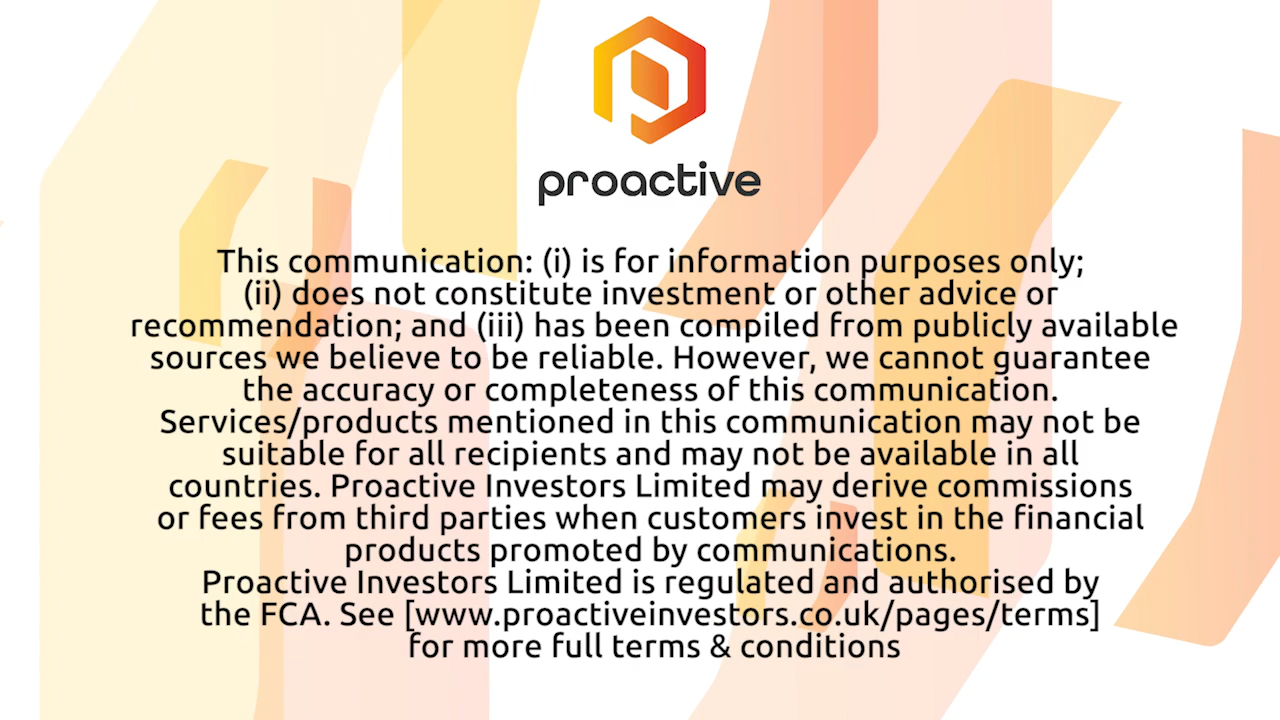 proactive
This communication: (i) is for information purposes only;
(ii) does not constitute investment or other advice or
recommendation; and (iii) has been compiled from publicly available
sources we believe to be reliable. However, we cannot guarantee
the accuracy or completeness of this communication.
Services/products mentioned in this communication may not be
suitable for all recipients and may not be available in all
countries. Proactive Investors Limited may derive commissions
or fees from third parties when customers invest in the financial
products promoted by communications.
Proactive Investors Limited is regulated and authorised by
the FCA. See [www.proactiveinvestors.co.uk/pages/terms]
for more full terms & conditions